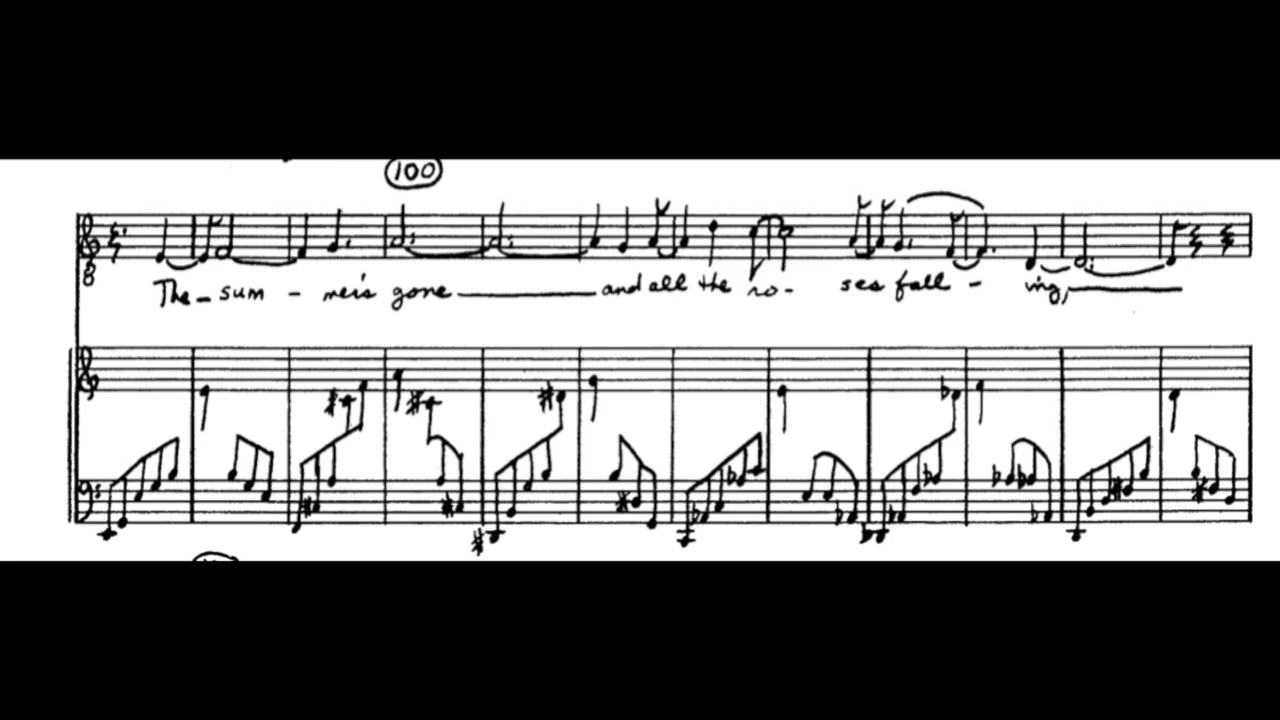 100
The - sum - mer's gone and all the ro - ses fall - ing,